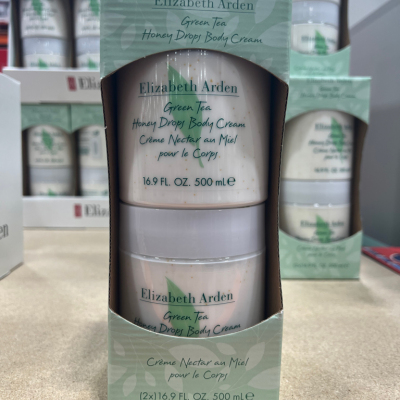 Elizabeth Arden
Green Tea
Honey Drops Body Cream
Elizabeth Arden
Green Tea
Honey Drops Body Cream
Crème Nectar au Miel
pour le Corps
16.9 FL. OZ. 500 mL ℮
Elizabeth Arden
Green Tea
Honey Drops Body Cream
Crème Nectar au Miel
pour le Corps
(2x)16.9 FL. OZ. 500 mL ℮